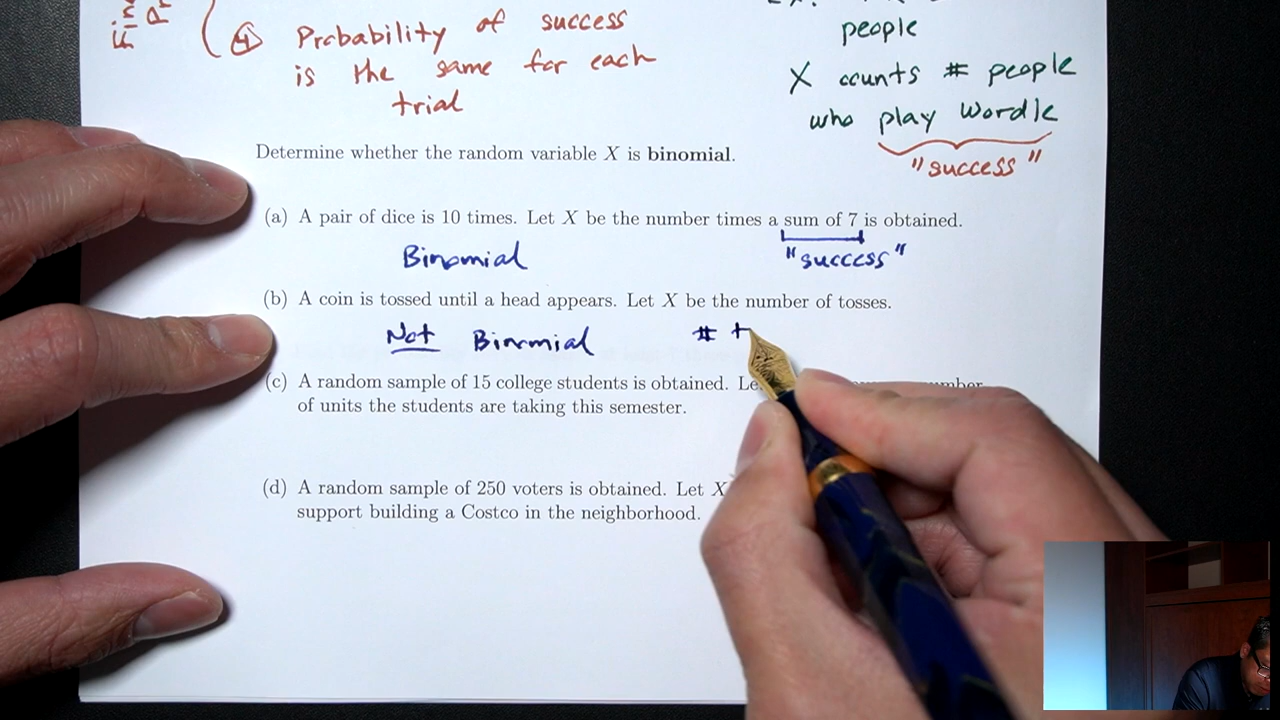 ④ Probability of success
is the same for each
trial
people
X counts # people
who play Wordle
"success"
Determine whether the random variable X is binomial.
(a) A pair of dice is 10 times. Let X be the number times a sum of 7 is obtained.
Binomial "success"
(b) A coin is tossed until a head appears. Let X be the number of tosses.
Not Binomial # t
(c) A random sample of 15 college students is obtained.
of units the students are taking this semester.
(d) A random sample of 250 voters is obtained. Let X
support building a Costco in the neighborhood.